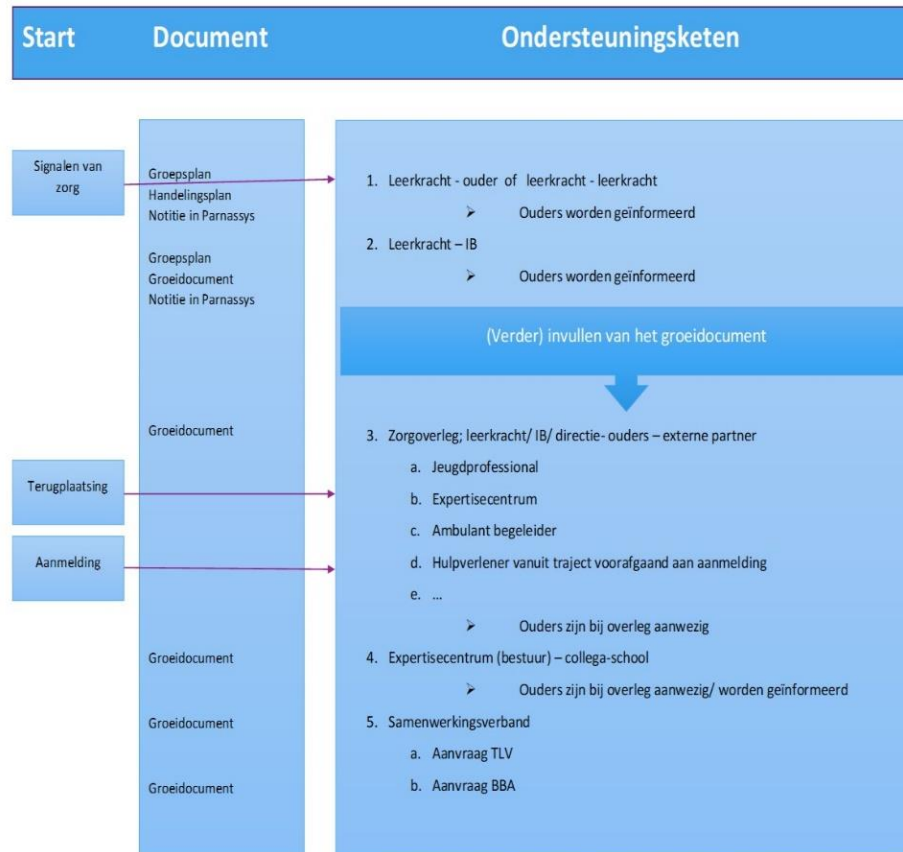 Start
Document
Ondersteuningsketen
Signalen van
zorg
Groepsplan
Handelingsplan
Notitie in Parnassys
1. Leerkracht - ouder of leerkracht - leerkracht
➢ Ouders worden geïnformeerd
2. Leerkracht – IB
➢ Ouders worden geïnformeerd
Groepsplan
Groeidocument
Notitie in Parnassys
(Verder) invullen van het groeidocument
Groeidocument
3. Zorgoverleg; leerkracht/ IB/ directie- ouders – externe partner
a. Jeugdprofessional
Terugplaatsing
b. Expertisecentrum
c. Ambulant begeleider
Aanmelding
d. Hulpverlener vanuit traject voorafgaand aan aanmelding
e. ...
➢ Ouders zijn bij overleg aanwezig
Groeidocument
4. Expertisecentrum (bestuur) – collega-school
➢ Ouders zijn bij overleg aanwezig/ worden geïnformeerd
Groeidocument
5. Samenwerkingsverband
a. Aanvraag TLV
Groeidocument
b. Aanvraag BBA